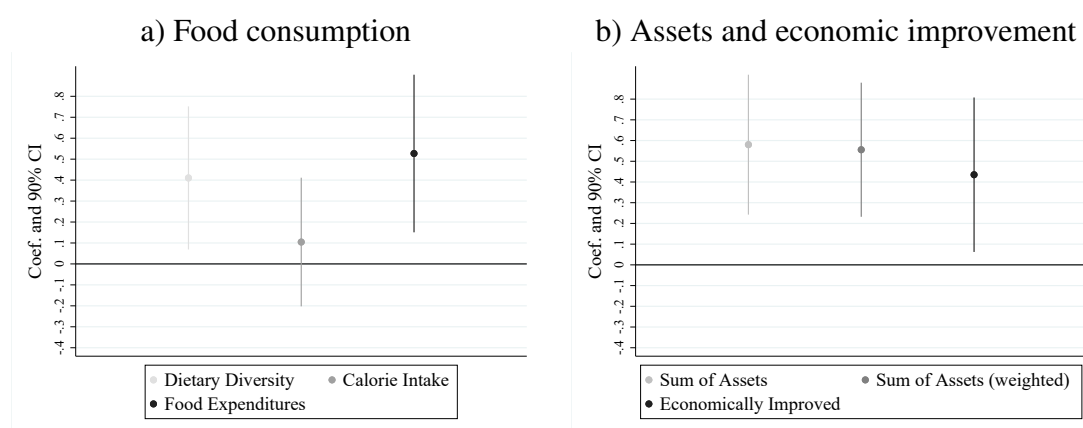 a) Food consumption
Coef. and 90% CI
.8
.7
.6
.5
.4
.3
.2
.1
0
-.1
-.2
-.3
-.4
Dietary Diversity
Calorie Intake
Food Expenditures
b) Assets and economic improvement
Coef. and 90% CI
.8
.7
.6
.5
.4
.3
.2
.1
0
-.1
-.2
-.3
-.4
Sum of Assets
Sum of Assets (weighted)
Economically Improved